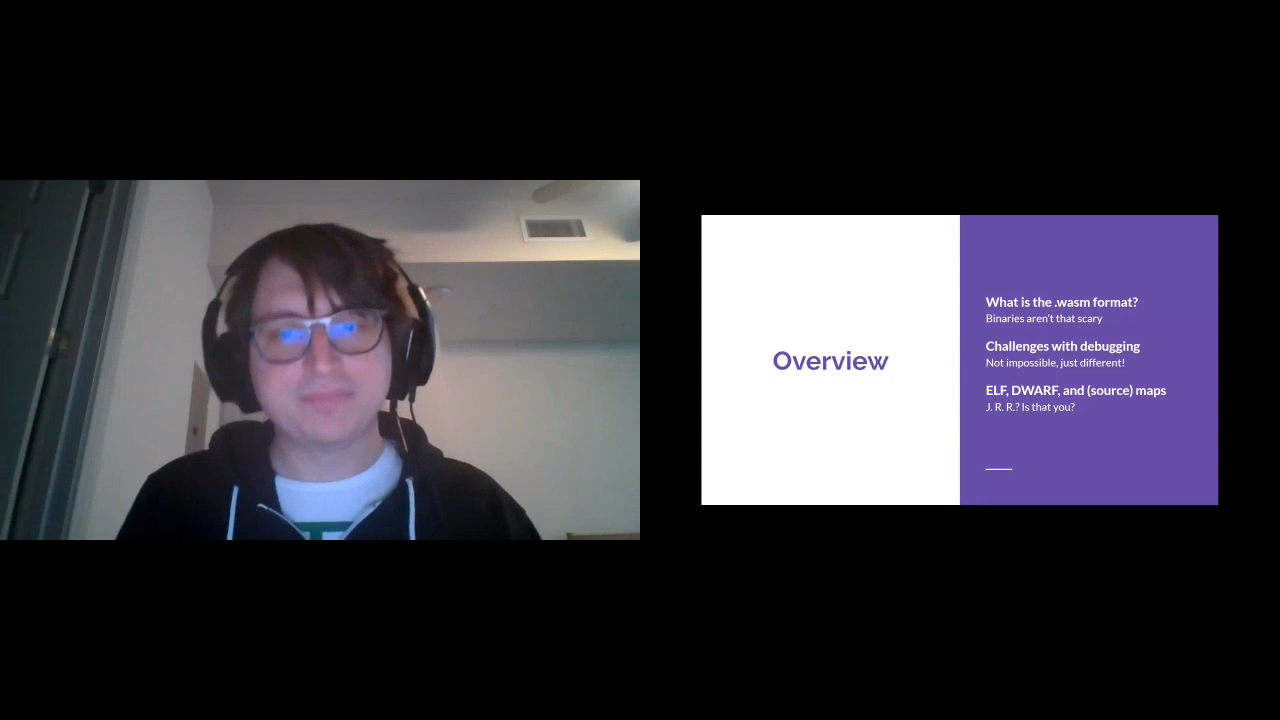 Overview
What is the .wasm format?
Binaries aren't that scary
Challenges with debugging
Not impossible, just different!
ELF, DWARF, and (source) maps
J. R. R.? Is that you?